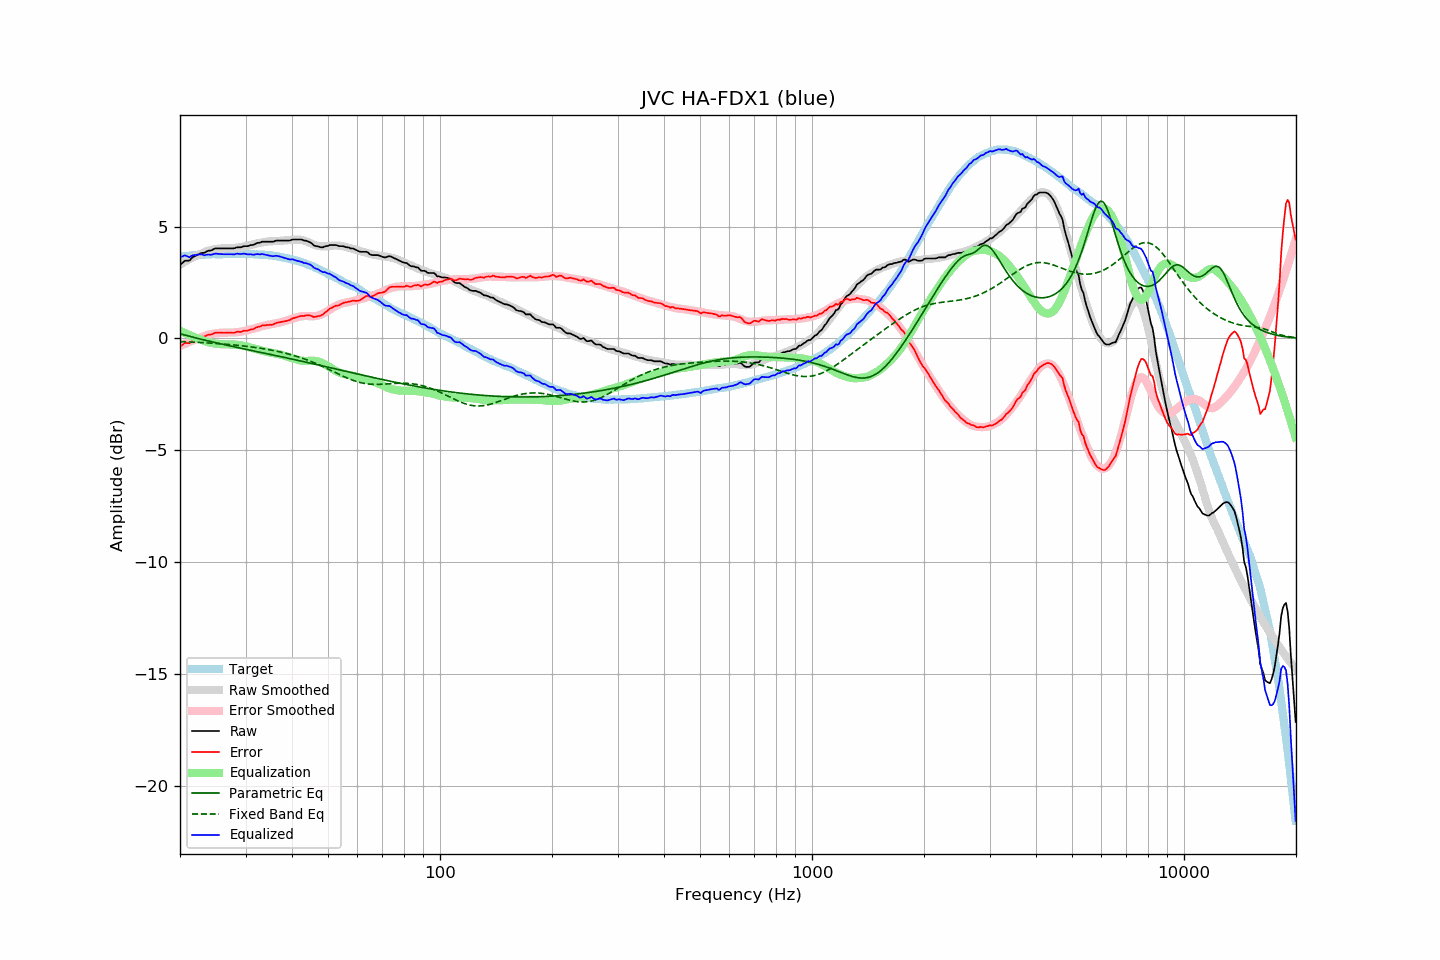 JVC HA-FDX1 (blue)
Amplitude (dBr)
5
0
−5
−10
−15
−20
Target
Raw Smoothed
Error Smoothed
Raw
Error
Equalization
Parametric Eq
Fixed Band Eq
Equalized
100
1000
10000
Frequency (Hz)